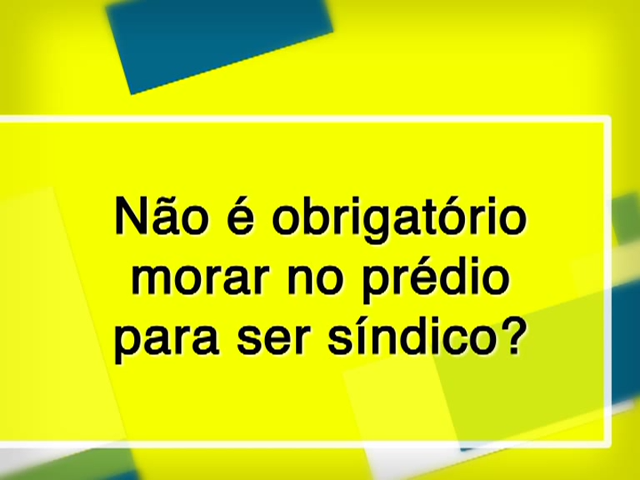 Não é obrigatório
morar no prédio
para ser síndico?